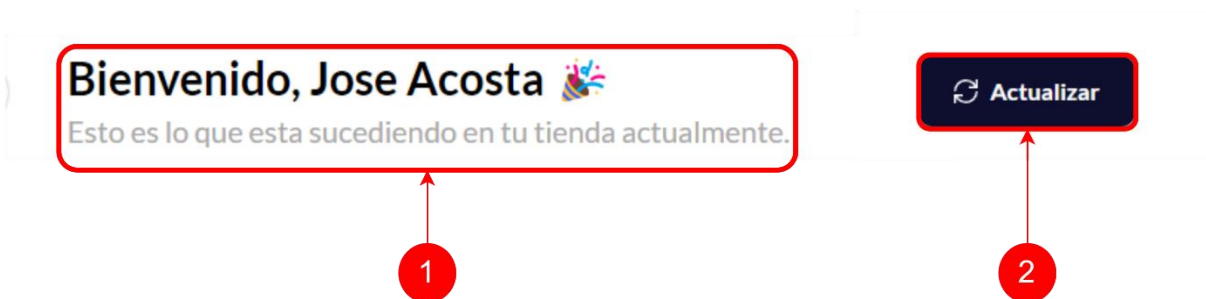 Bienvenido, Jose Acosta 🎉
Esto es lo que esta sucediendo en tu tienda actualmente.
Actualizar
1
2